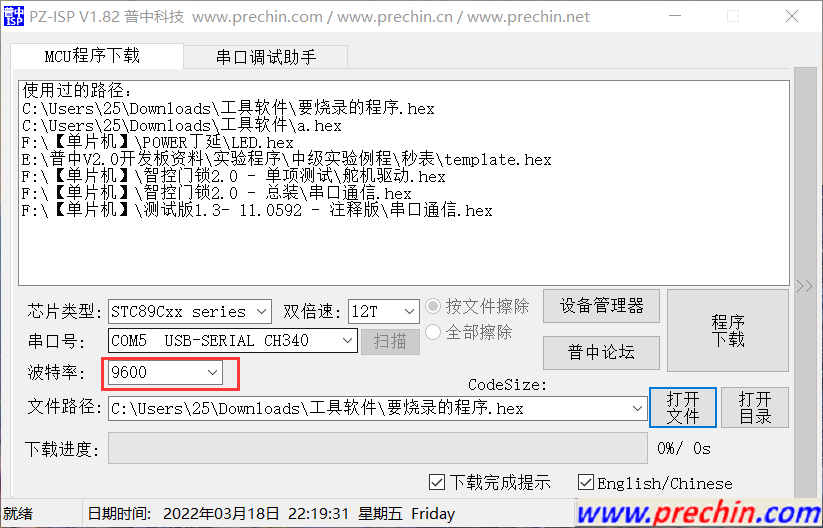 普中 ISP PZ-ISP V1.82 普中科技 www.prechin.com / www.prechin.cn / www.prechin.net
MCU程序下载 串口调试助手
使用过的路径:
C:\Users\25\Downloads\工具软件\要烧录的程序.hex
C:\Users\25\Downloads\工具软件\a.hex
F:\【单片机】\POWER丁延\LED.hex
E:\普中V2.0开发板资料\实验程序\中级实验例程\秒表\template.hex
F:\【单片机】\智控门锁2.0 - 单项测试\舵机驱动.hex
F:\【单片机】\智控门锁2.0 - 总装\串口通信.hex
F:\【单片机】\测试版1.3- 11.0592 - 注释版\串口通信.hex
芯片类型: STC89Cxx series 双倍速: 12T 按文件擦除 设备管理器
程序下载
串口号: COM5 USB-SERIAL CH340 扫描 全部擦除 普中论坛
波特率: 9600
CodeSize:
文件路径: C:\Users\25\Downloads\工具软件\要烧录的程序.hex 打开文件 打开目录
下载进度: 0%/ 0s
下载完成提示 English/Chinese
就绪 日期时间: 2022年03月18日 22:19:31 星期五 Friday www.prechin.com